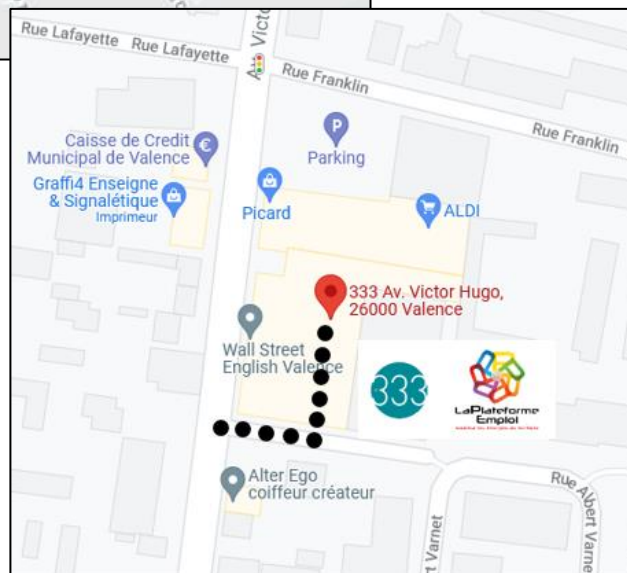 Rue Lafayette
Rue Lafayette
Av. Victo
Rue Franklin
Rue Franklin
Caisse de Credit
Municipal de Valence
€
P
Parking
Graffi4 Enseigne
& Signalétique
Imprimeur
Picard
ALDI
333 Av. Victor Hugo,
26000 Valence
Wall Street
English Valence
333
LaPlateforme
Emploi
Alter Ego
coiffeur créateur
Rue Albert Varnet
t Varnet